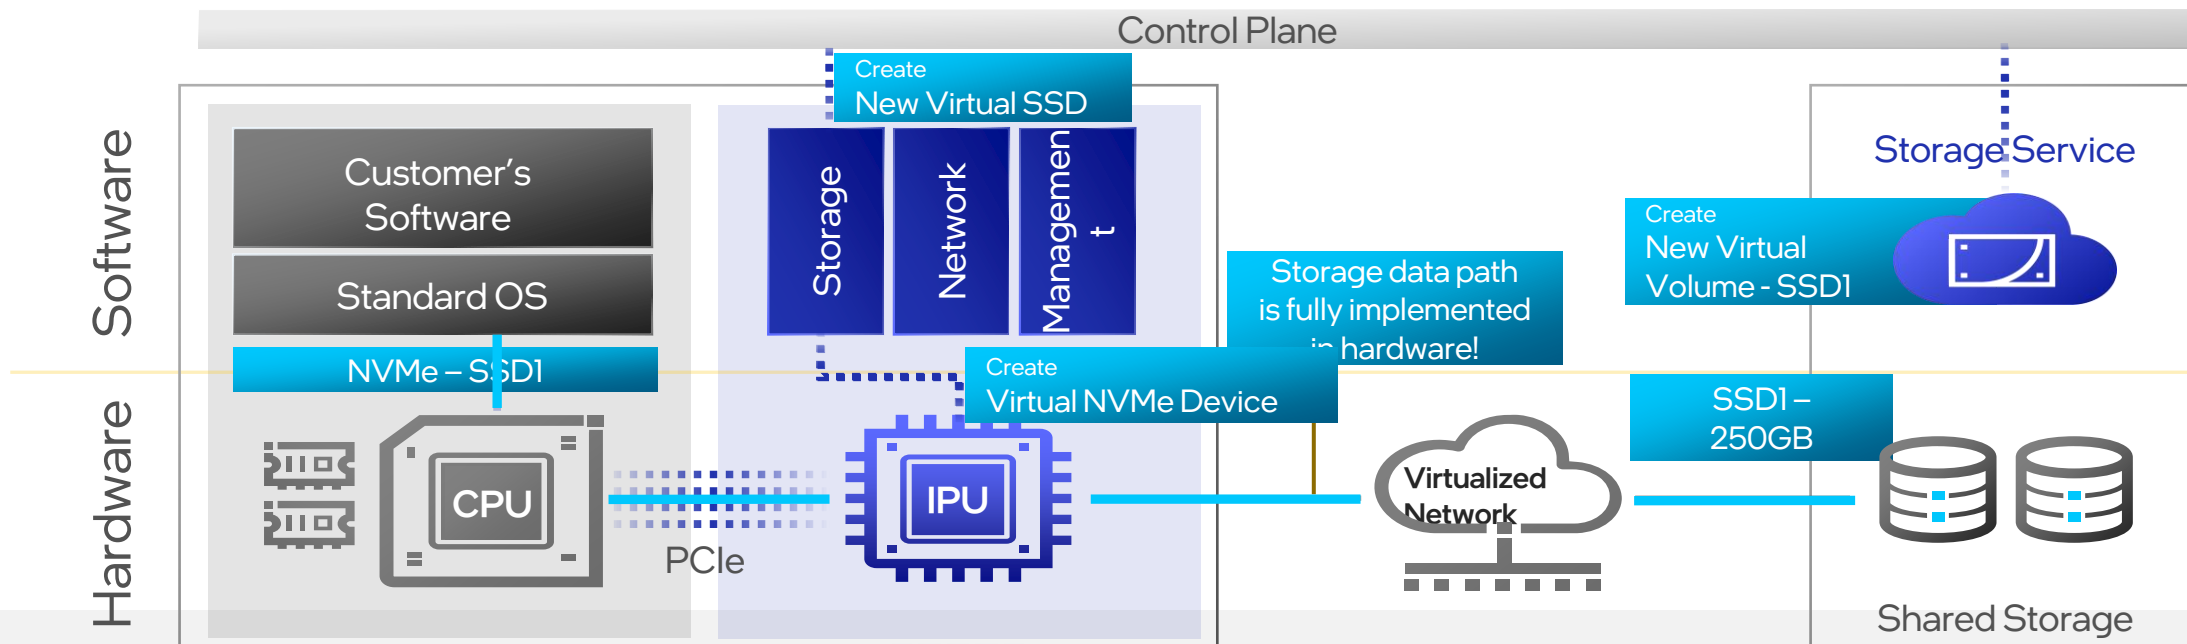 Control Plane
Create
New Virtual SSD
Software
Customer's
Software
Standard OS
NVMe – SSD1
Storage
Network
Managemen
t
Storage Service
Create
New Virtual
Volume - SSD1
Storage data path
is fully implemented
in hardware!
Create
Virtual NVMe Device
Hardware
CPU
PCIe
IPU
Virtualized
Network
SSD1 –
250GB
Shared Storage